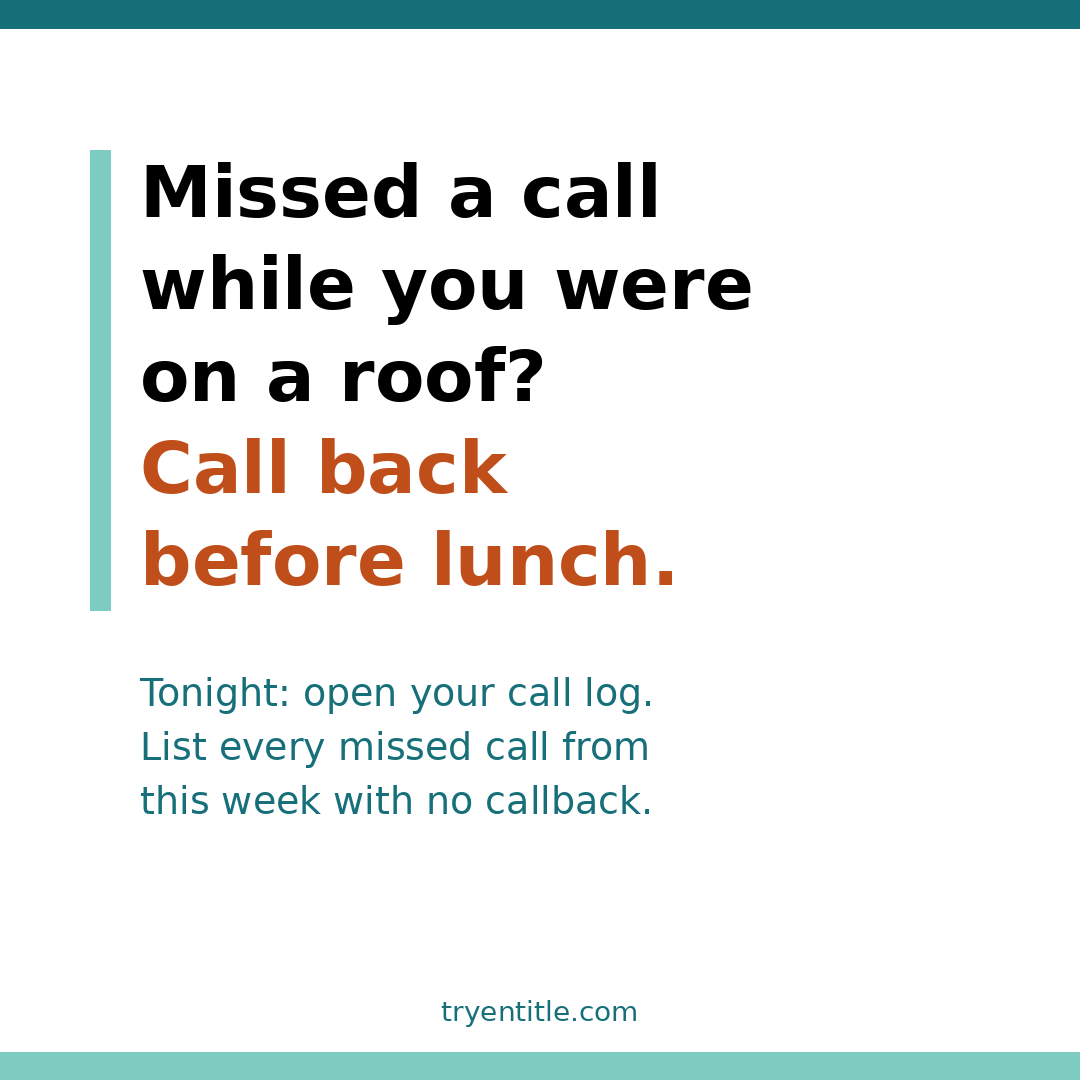 Missed a call
while you were
on a roof?
Call back
before lunch.
Tonight: open your call log.
List every missed call from
this week with no callback.
tryentitle.com